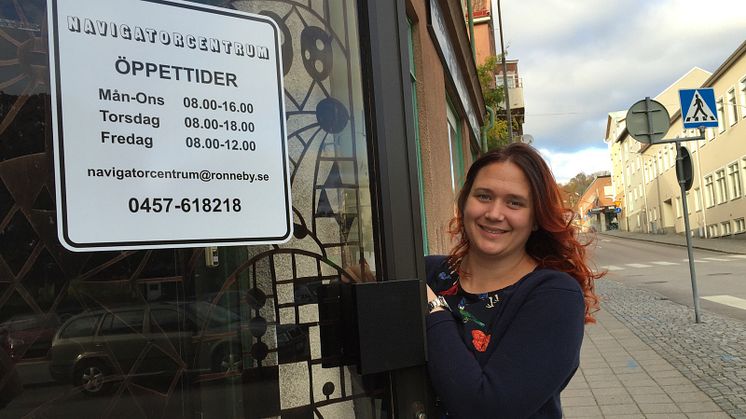 NAVIGATORCENTRUM
ÖPPETTIDER
Mån-Ons 08.00-16.00
Torsdag 08.00-18.00
Fredag 08.00-12.00
navigatorcentrum@ronneby.se
0457-618218